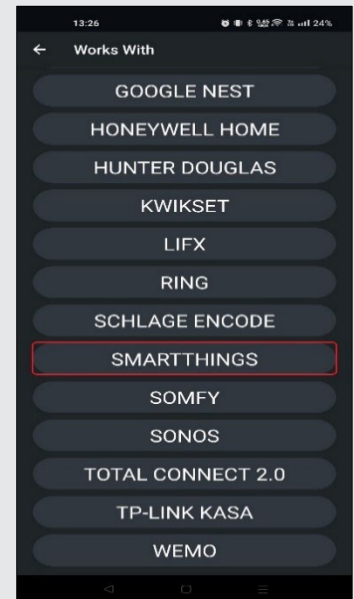 13:26
24%
Works With
GOOGLE NEST
HONEYWELL HOME
HUNTER DOUGLAS
KWIKSET
LIFX
RING
SCHLAGE ENCODE
SMARTTHINGS
SOMFY
SONOS
TOTAL CONNECT 2.0
TP-LINK KASA
WEMO